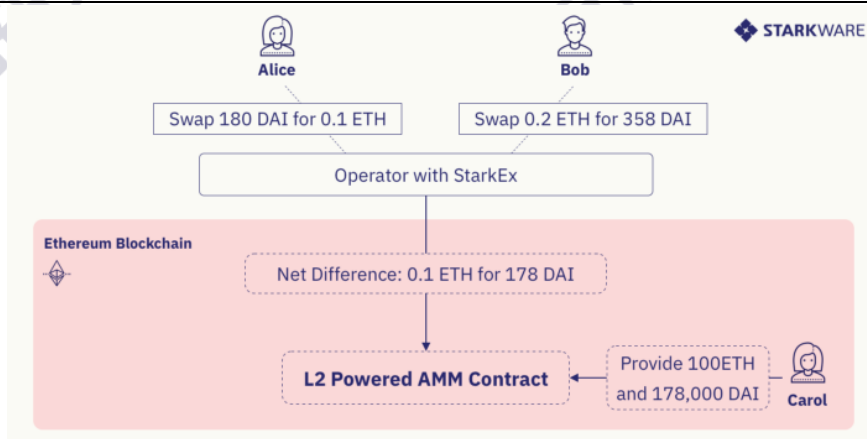 STARKWARE
Alice
Bob
Swap 180 DAI for 0.1 ETH
Swap 0.2 ETH for 358 DAI
Operator with StarkEx
Ethereum Blockchain
Net Difference: 0.1 ETH for 178 DAI
L2 Powered AMM Contract
Provide 100ETH
and 178,000 DAI
Carol